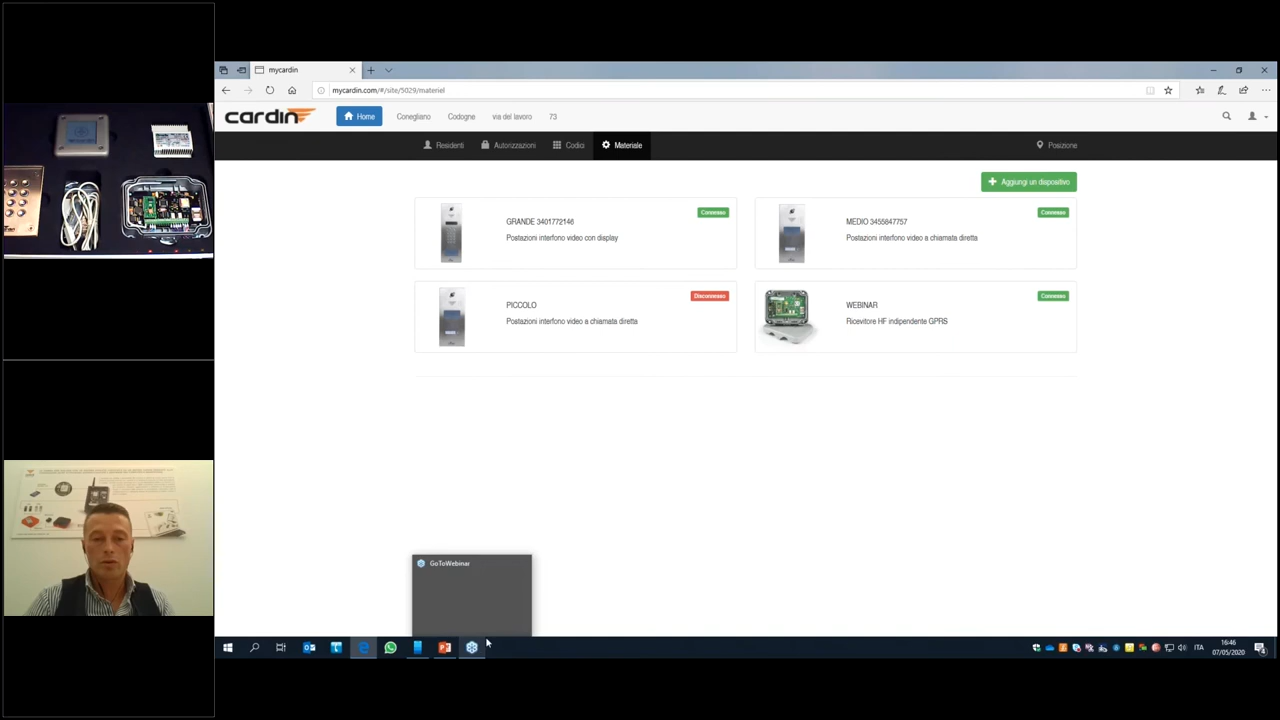 mycardin
mycardin.com/#/site/5029/materiel
cardin
Home
Conegliano
Codogne
via del lavoro
73
Residenti
Autorizzazioni
Codici
Materiale
Posizione
Aggiungi un dispositivo
GRANDE 3401772146
Connesso
Postazioni interfono video con display
MEDIO 3455847757
Connesso
Postazioni interfono video a chiamata diretta
PICCOLO
Disconnesso
Postazioni interfono video a chiamata diretta
WEBINAR
Connesso
Ricevitore HF indipendente GPRS
GoToWebinar
ITA
16:46
07/05/2020